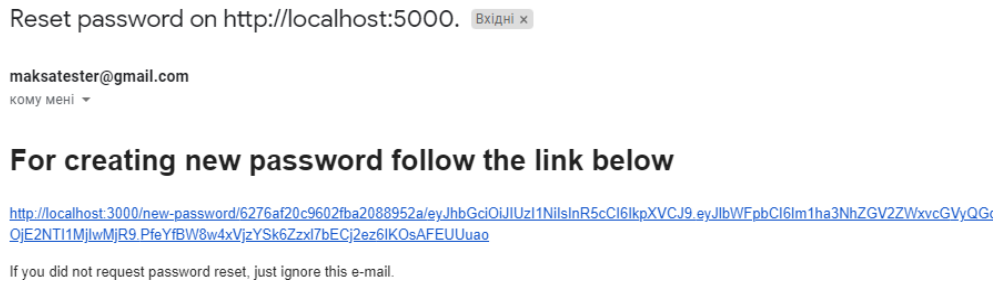 Reset password on http://localhost:5000. Вхідні ×
maksatester@gmail.com
кому мені
For creating new password follow the link below
http://localhost:3000/new-password/6276af20c9602fba2088952a/eyJhbGciOiJIUzI1NiIsInR5cCI6IkpXVCJ9.eyJlbWFpbCI6Im1ha3NhZGV2ZWxvcGVyQGd
OjE2NTI1MjIwMjR9.PfeYfBW8w4xVjzYSk6Zzxl7bECj2ez6IKOsAFEUUuao
If you did not request password reset, just ignore this e-mail.